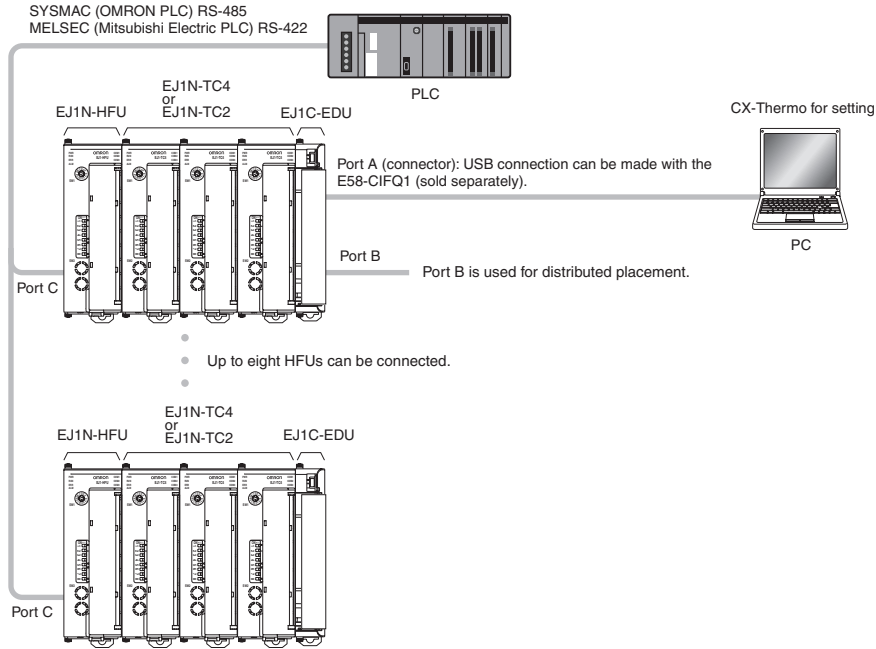 SYSMAC (OMRON PLC) RS-485
MELSEC (Mitsubishi Electric PLC) RS-422
PLC
EJ1N-HFU
EJ1N-TC4
or
EJ1N-TC2
EJ1C-EDU
CX-Thermo for setting
Port A (connector): USB connection can be made with the
E58-CIFQ1 (sold separately).
PC
Port B
Port B is used for distributed placement.
Port C
Up to eight HFUs can be connected.
EJ1N-HFU
EJ1N-TC4
or
EJ1N-TC2
EJ1C-EDU
Port C